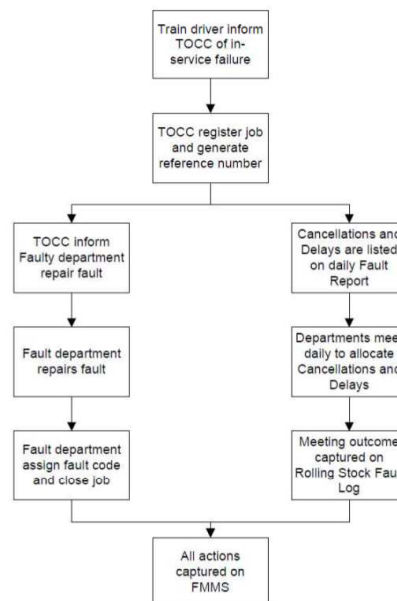 Train driver inform
TOCC of in-
service failure
TOCC register job
and generate
reference number
TOCC inform
Faulty department
repair fault
Fault department
repairs fault
Fault department
assign fault code
and close job
Cancellations and
Delays are listed
on daily Fault
Report
Departments meet
daily to allocate
Cancellations and
Delays
Meeting outcome
captured on
Rolling Stock Fault
Log
All actions
captured on
FMMS